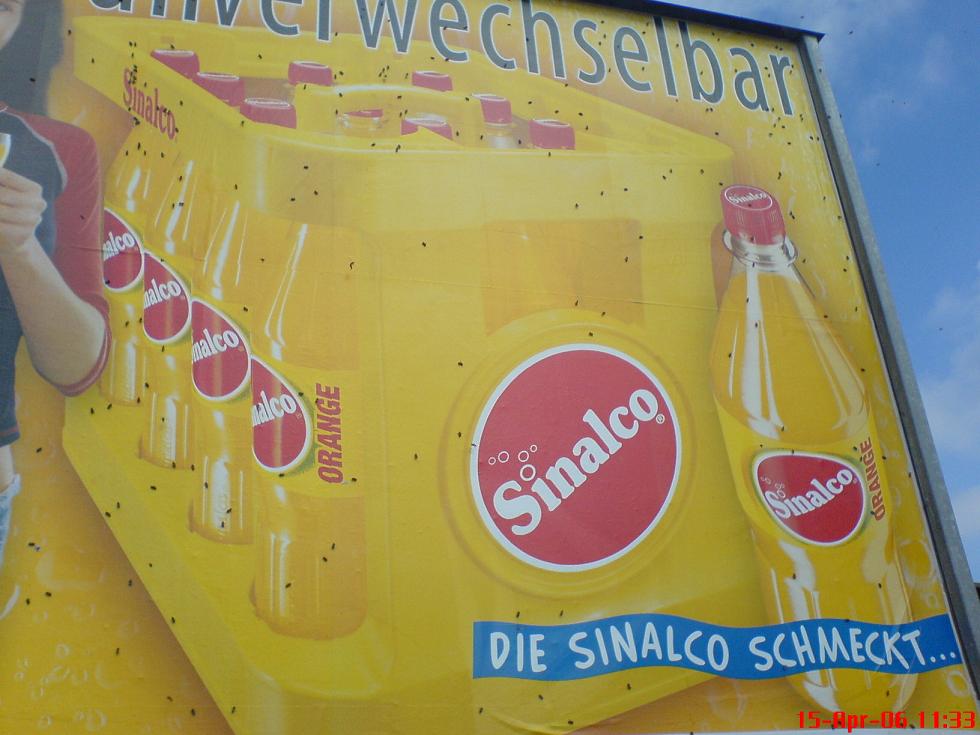 unverwechselbar
Sinalco
Sinalco
Sinalco
Sinalco
Sinalco
Sinalco
ORANGE
Sinalco®
Sinalco
ORANGE
DIE SINALCO SCHMECKT...
15-Apr-06 11:33